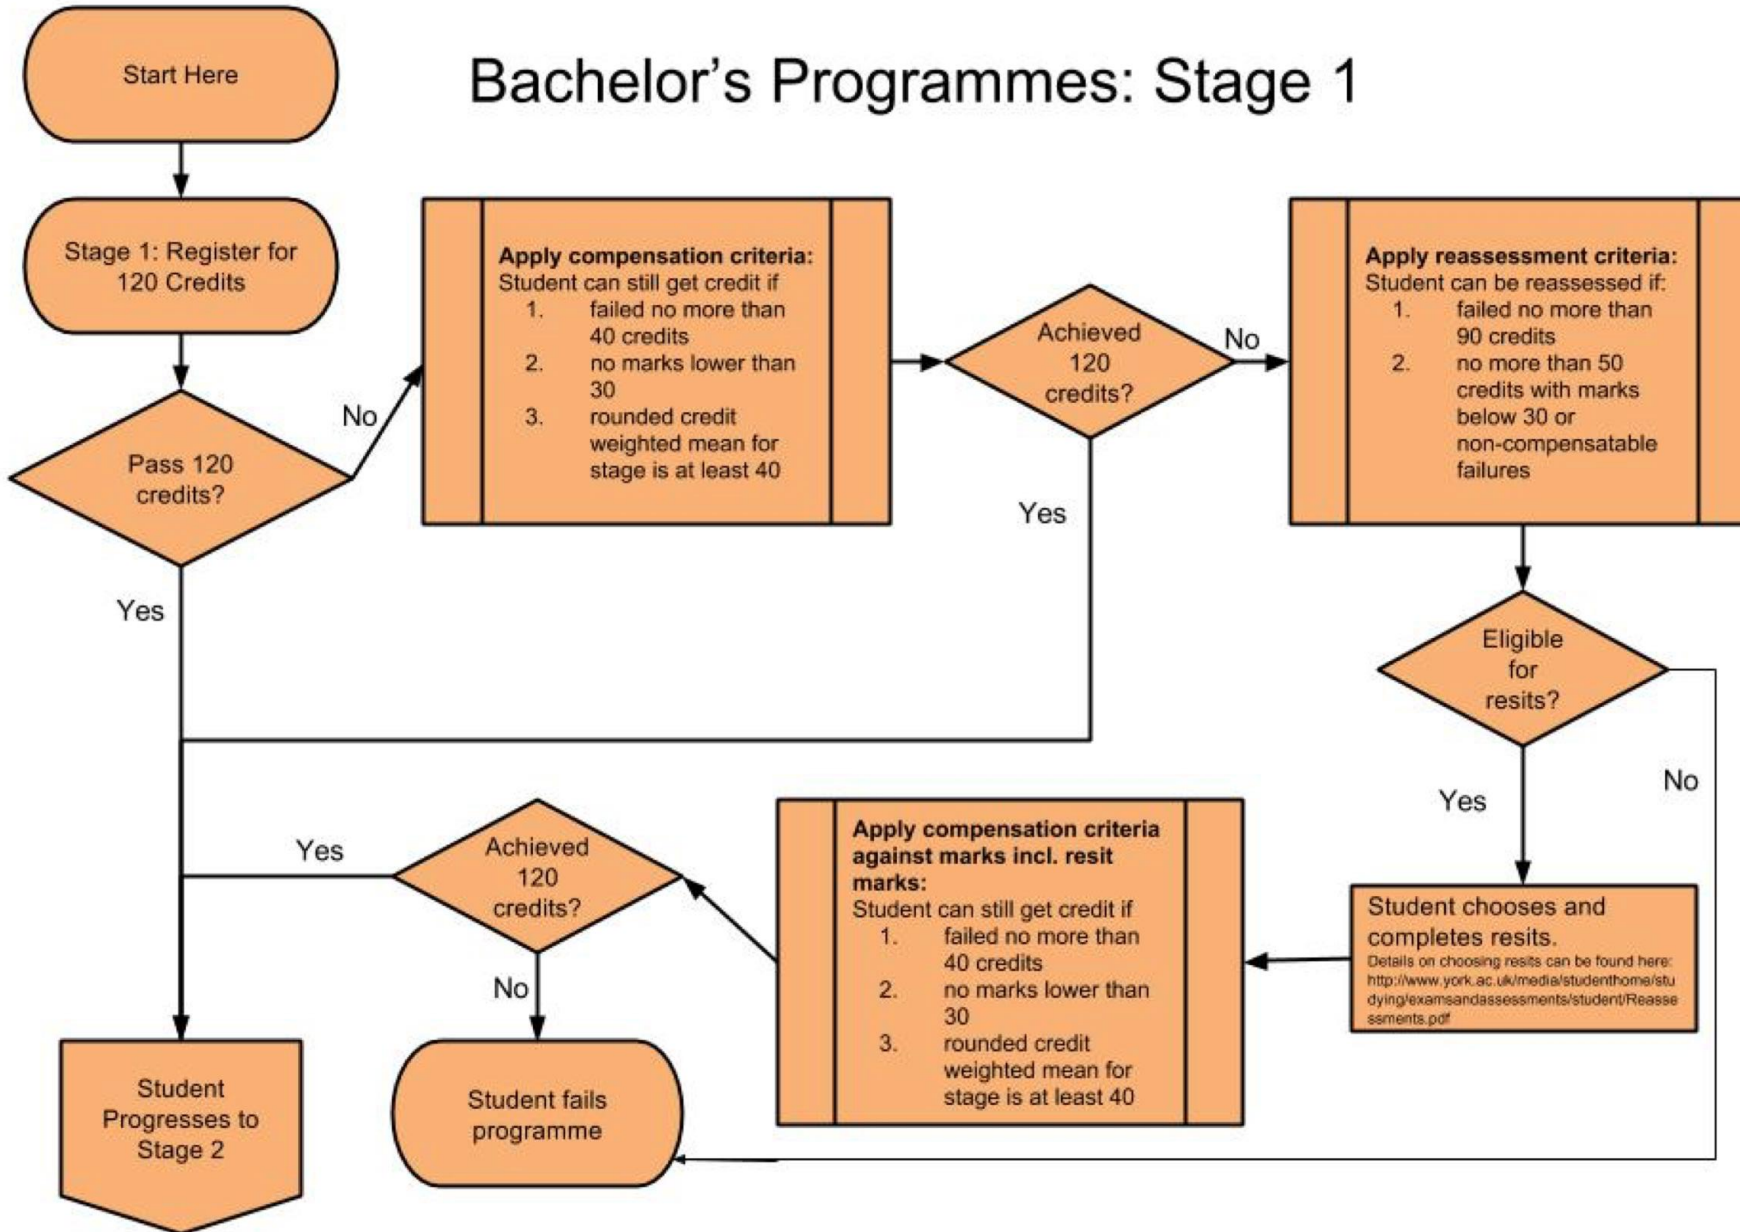 Bachelor's Programmes: Stage 1
Start Here
Stage 1: Register for
120 Credits
Pass 120
credits?
No
Yes
Apply compensation criteria:
Student can still get credit if
1. failed no more than
40 credits
2. no marks lower than
30
3. rounded credit
weighted mean for
stage is at least 40
Achieved
120
credits?
No
Yes
Apply reassessment criteria:
Student can be reassessed if:
1. failed no more than
90 credits
2. no more than 50
credits with marks
below 30 or
non-compensatable
failures
Eligible
for
resits?
No
Yes
Student chooses and
completes resits.
Details on choosing resits can be found here:
http://www.york.ac.uk/media/studenthome/stu
dying/examsandassessments/student/Reasse
ssments.pdf
Apply compensation criteria
against marks incl. resit
marks:
Student can still get credit if
1. failed no more than
40 credits
2. no marks lower than
30
3. rounded credit
weighted mean for
stage is at least 40
Achieved
120
credits?
Yes
No
Student fails
programme
Student
Progresses to
Stage 2